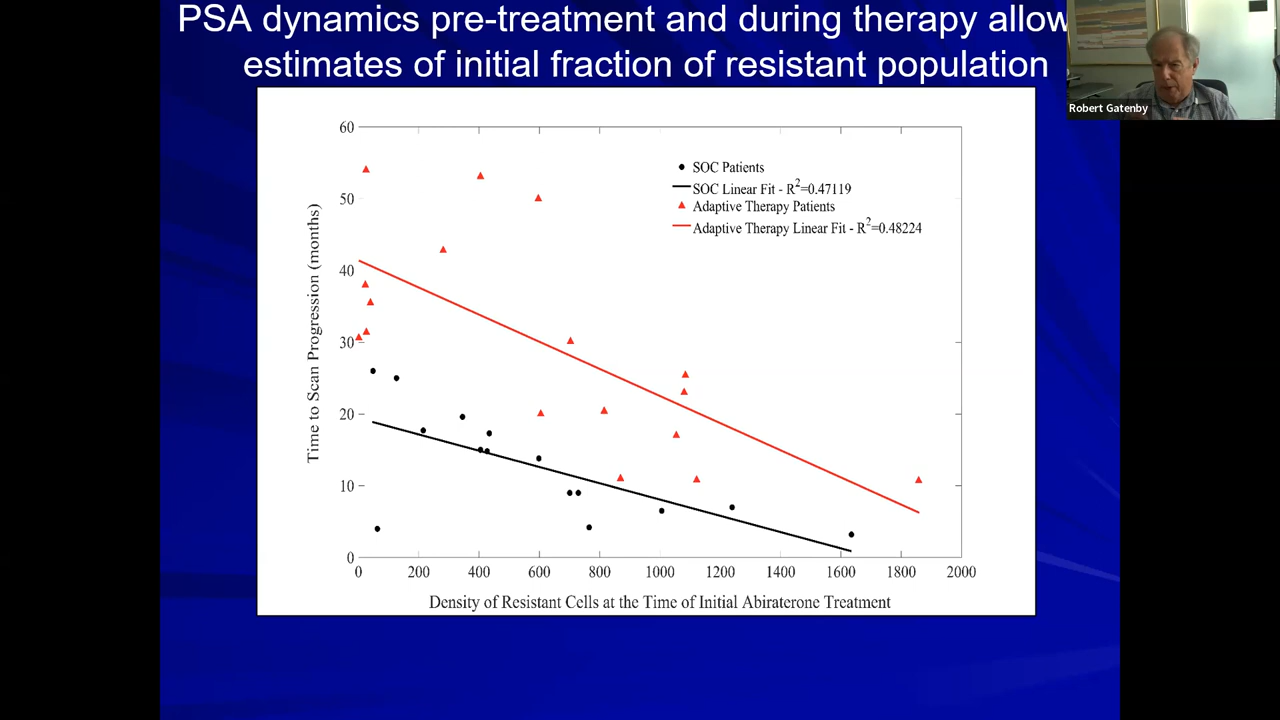 PSA dynamics pre-treatment and during therapy allow
estimates of initial fraction of resistant population
Robert Gatenby
60
50
40
30
20
10
0
Time to Scan Progression (months)
SOC Patients
SOC Linear Fit - R²=0.47119
Adaptive Therapy Patients
Adaptive Therapy Linear Fit - R²=0.48224
0 200 400 600 800 1000 1200 1400 1600 1800 2000
Density of Resistant Cells at the Time of Initial Abiraterone Treatment